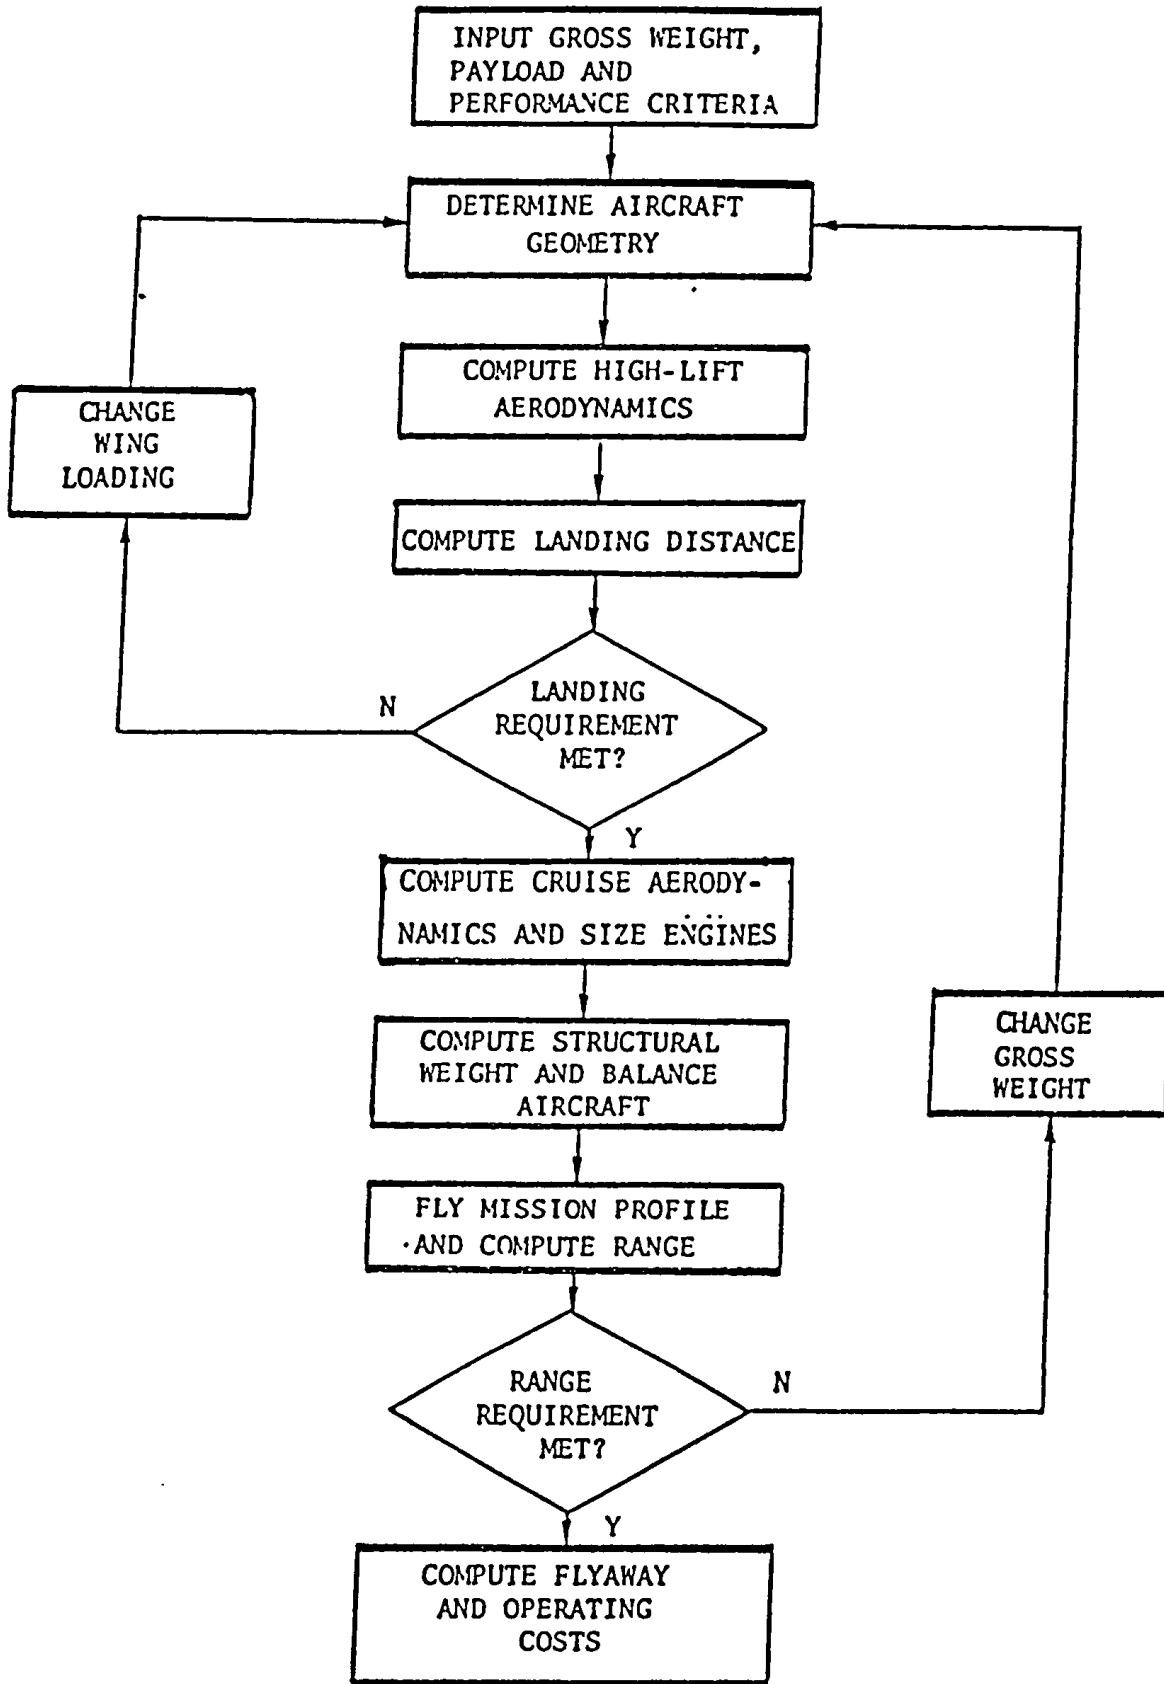 INPUT GROSS WEIGHT,
PAYLOAD AND
PERFORMANCE CRITERIA
DETERMINE AIRCRAFT
GEOMETRY
COMPUTE HIGH-LIFT
AERODYNAMICS
CHANGE
WING
LOADING
COMPUTE LANDING DISTANCE
N
LANDING
REQUIREMENT
MET?
Y
COMPUTE CRUISE AERODY-
NAMICS AND SIZE ENGINES
COMPUTE STRUCTURAL
WEIGHT AND BALANCE
AIRCRAFT
CHANGE
GROSS
WEIGHT
FLY MISSION PROFILE
AND COMPUTE RANGE
RANGE
REQUIREMENT
MET?
N
Y
COMPUTE FLYAWAY
AND OPERATING
COSTS